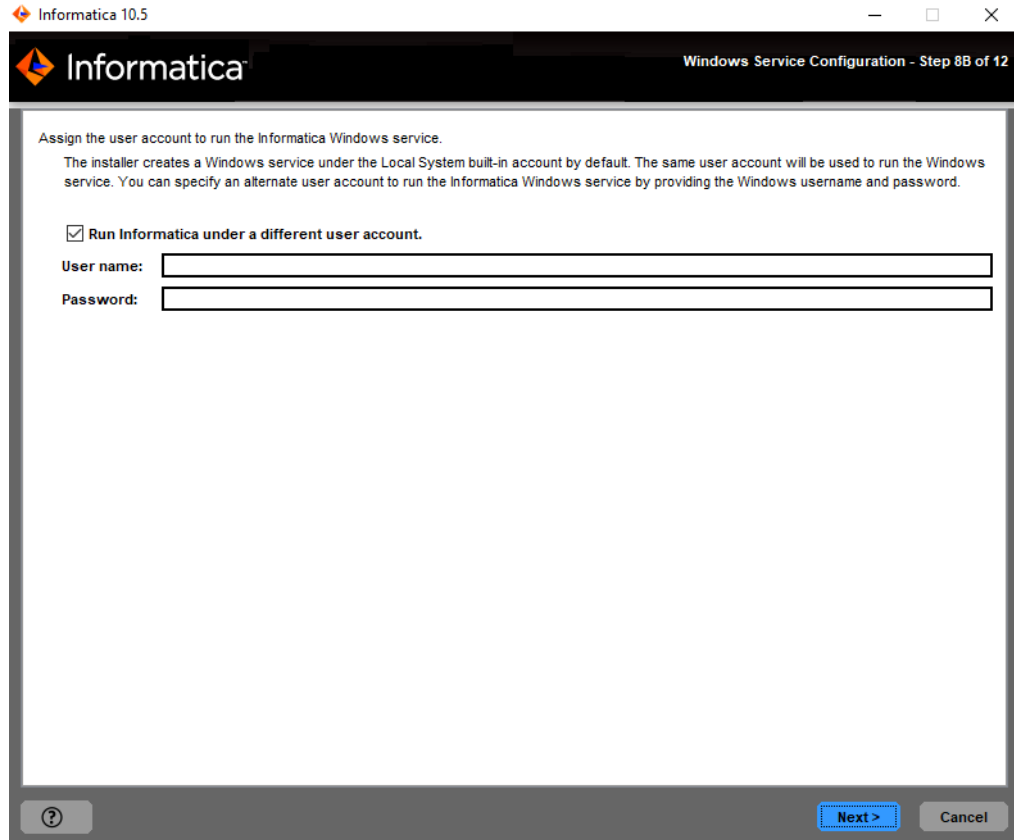 Informatica 10.5
Informatica
Windows Service Configuration - Step 8B of 12
Assign the user account to run the Informatica Windows service.
The installer creates a Windows service under the Local System built-in account by default. The same user account will be used to run the Windows
service. You can specify an alternate user account to run the Informatica Windows service by providing the Windows username and password.
Run Informatica under a different user account.
User name:
Password:
?
Next >
Cancel